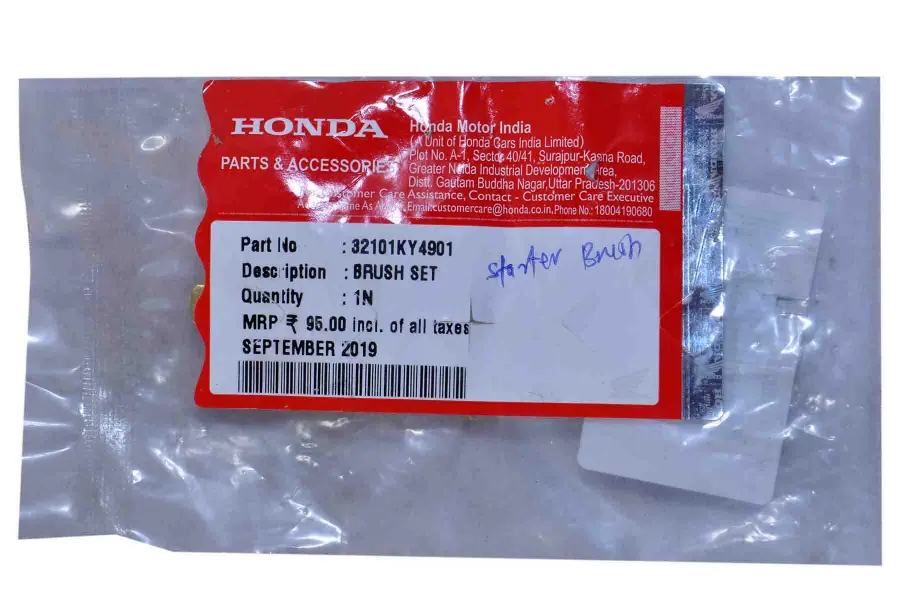 HONDA
PARTS & ACCESSORIES
Honda Motor India
(A Unit of Honda Cars India Limited)
Plot No. A-1, Sector 40/41, Surajpur-Kasna Road,
Greater Noida Industrial Development Area,
Distt. Gautam Buddha Nagar, Uttar Pradesh-201306
Customer Care Assistance, Contact - Customer Care Executive
Email:customercare@honda.co.in, Phone No.: 18004190680
Part No : 32101KY4901
Description : BRUSH SET
Quantity : 1N
MRP ₹ 95.00 incl. of all taxes
SEPTEMBER 2019
Starter Brush